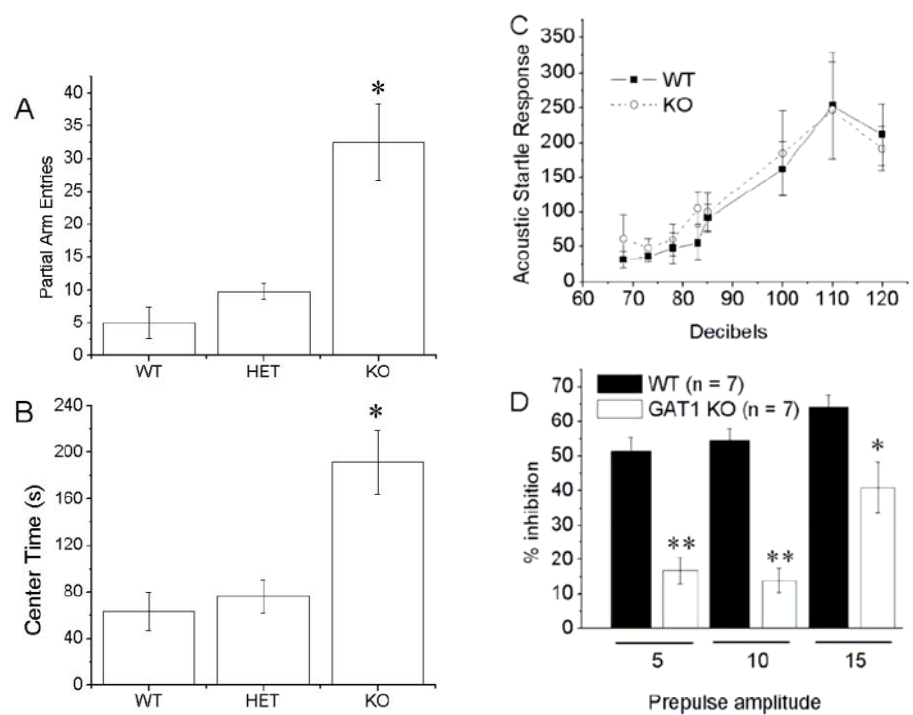 A
Partial Arm Entries
40
35
30
25
20
15
10
5
0
WT HET KO
*
B
Center Time (s)
240
200
160
120
80
40
0
WT HET KO
*
C
Acoustic Startle Response
350
300
250
200
150
100
50
0
WT
KO
60 70 80 90 100 110 120
Decibels
D
% inhibition
70
60
50
40
30
20
10
0
WT (n = 7)
GAT1 KO (n = 7)
** ** *
5 10 15
Prepulse amplitude